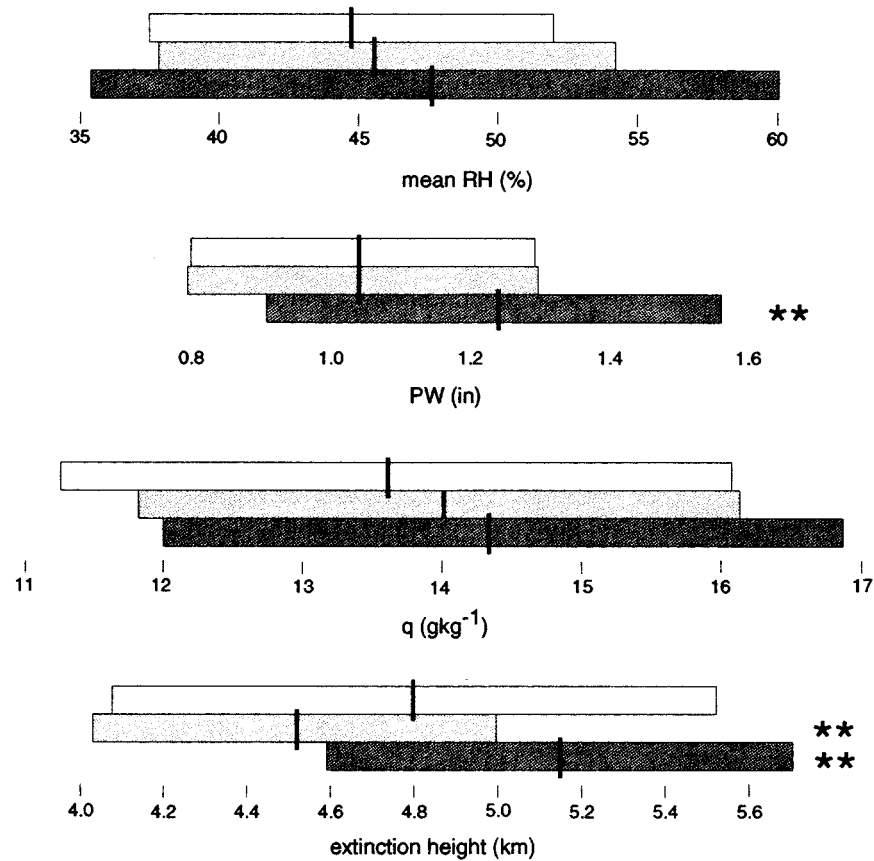 35 40 45 50 55 60
mean RH (%)
**
0.8 1.0 1.2 1.4 1.6
PW (in)
11 12 13 14 15 16 17
q (gkg⁻¹)
**
**
4.0 4.2 4.4 4.6 4.8 5.0 5.2 5.4 5.6
extinction height (km)